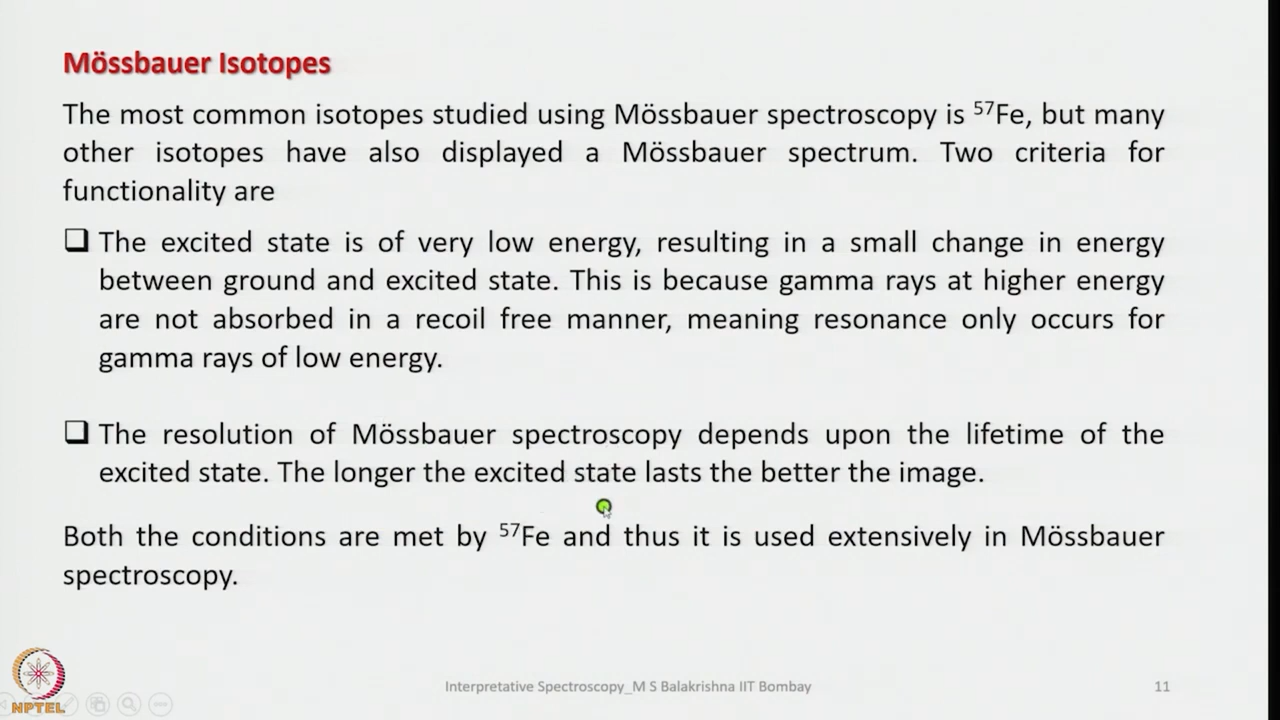 Mössbauer Isotopes
The most common isotopes studied using Mössbauer spectroscopy is ⁵⁷Fe, but many
other isotopes have also displayed a Mössbauer spectrum. Two criteria for
functionality are
❑ The excited state is of very low energy, resulting in a small change in energy
between ground and excited state. This is because gamma rays at higher energy
are not absorbed in a recoil free manner, meaning resonance only occurs for
gamma rays of low energy.
❑ The resolution of Mössbauer spectroscopy depends upon the lifetime of the
excited state. The longer the excited state lasts the better the image.
Both the conditions are met by ⁵⁷Fe and thus it is used extensively in Mössbauer
spectroscopy.
NPTEL
Interpretative Spectroscopy_M S Balakrishna IIT Bombay
11